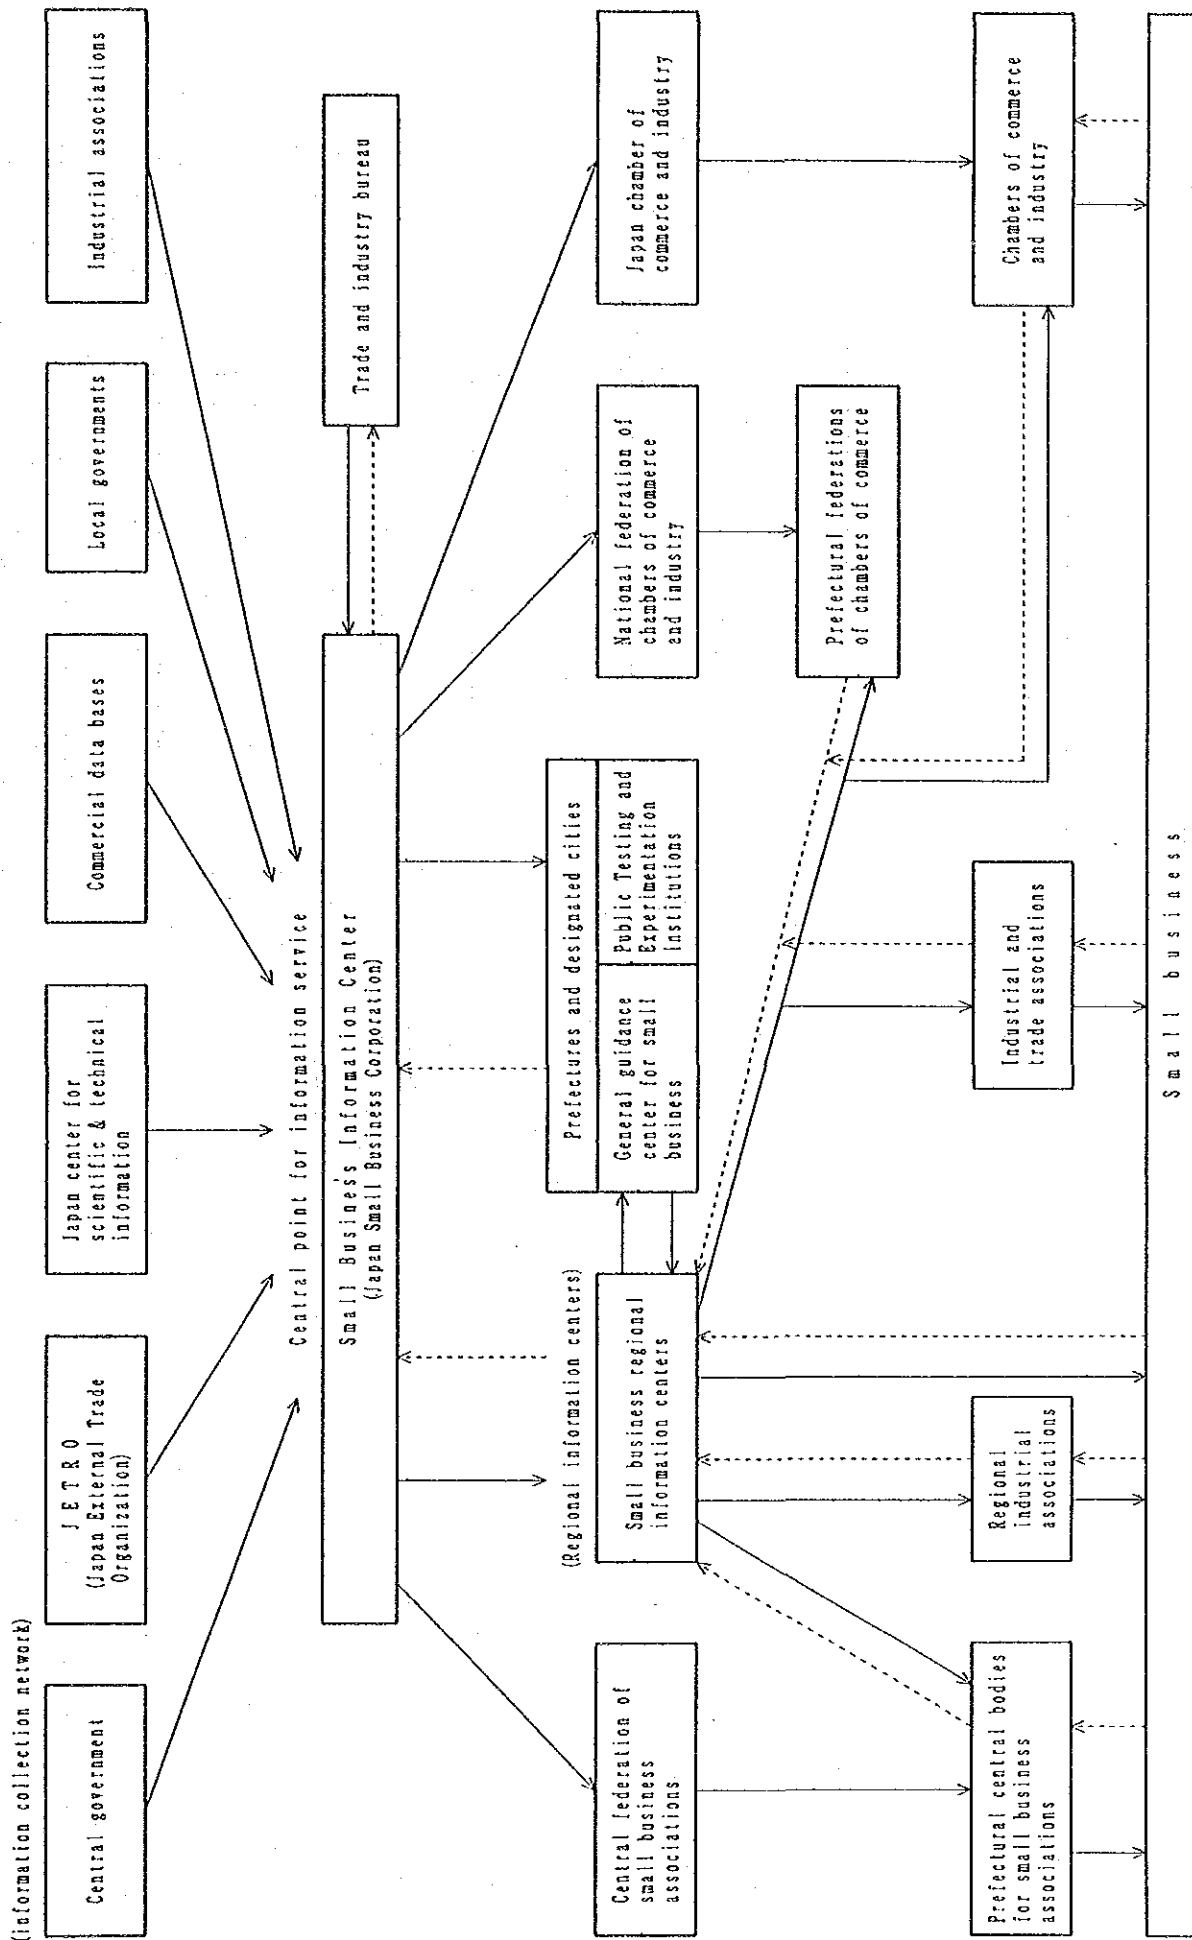 (information collection network)
Central government
J E T R O
(Japan External Trade
Organization)
Japan center for
scientific & technical
information
Commercial data bases
Local governments
Industrial associations
Central point for information service
Small Business Information Center
(Japan Small Business Corporation)
Trade and industry bureau
Central federation of
small business
associations
(Regional information centers)
Small business regional
information centers
Prefectures and designated cities
General guidance
center for small
business
Public Testing and
Experimentation
Institutions
National federation of
chambers of commerce
and industry
Japan chamber of
commerce and industry
Prefectural federations
of chambers of commerce
Prefectural central bodies
for small business
associations
Regional
industrial
associations
Industrial and
trade associations
Chambers of commerce
and industry
Small business